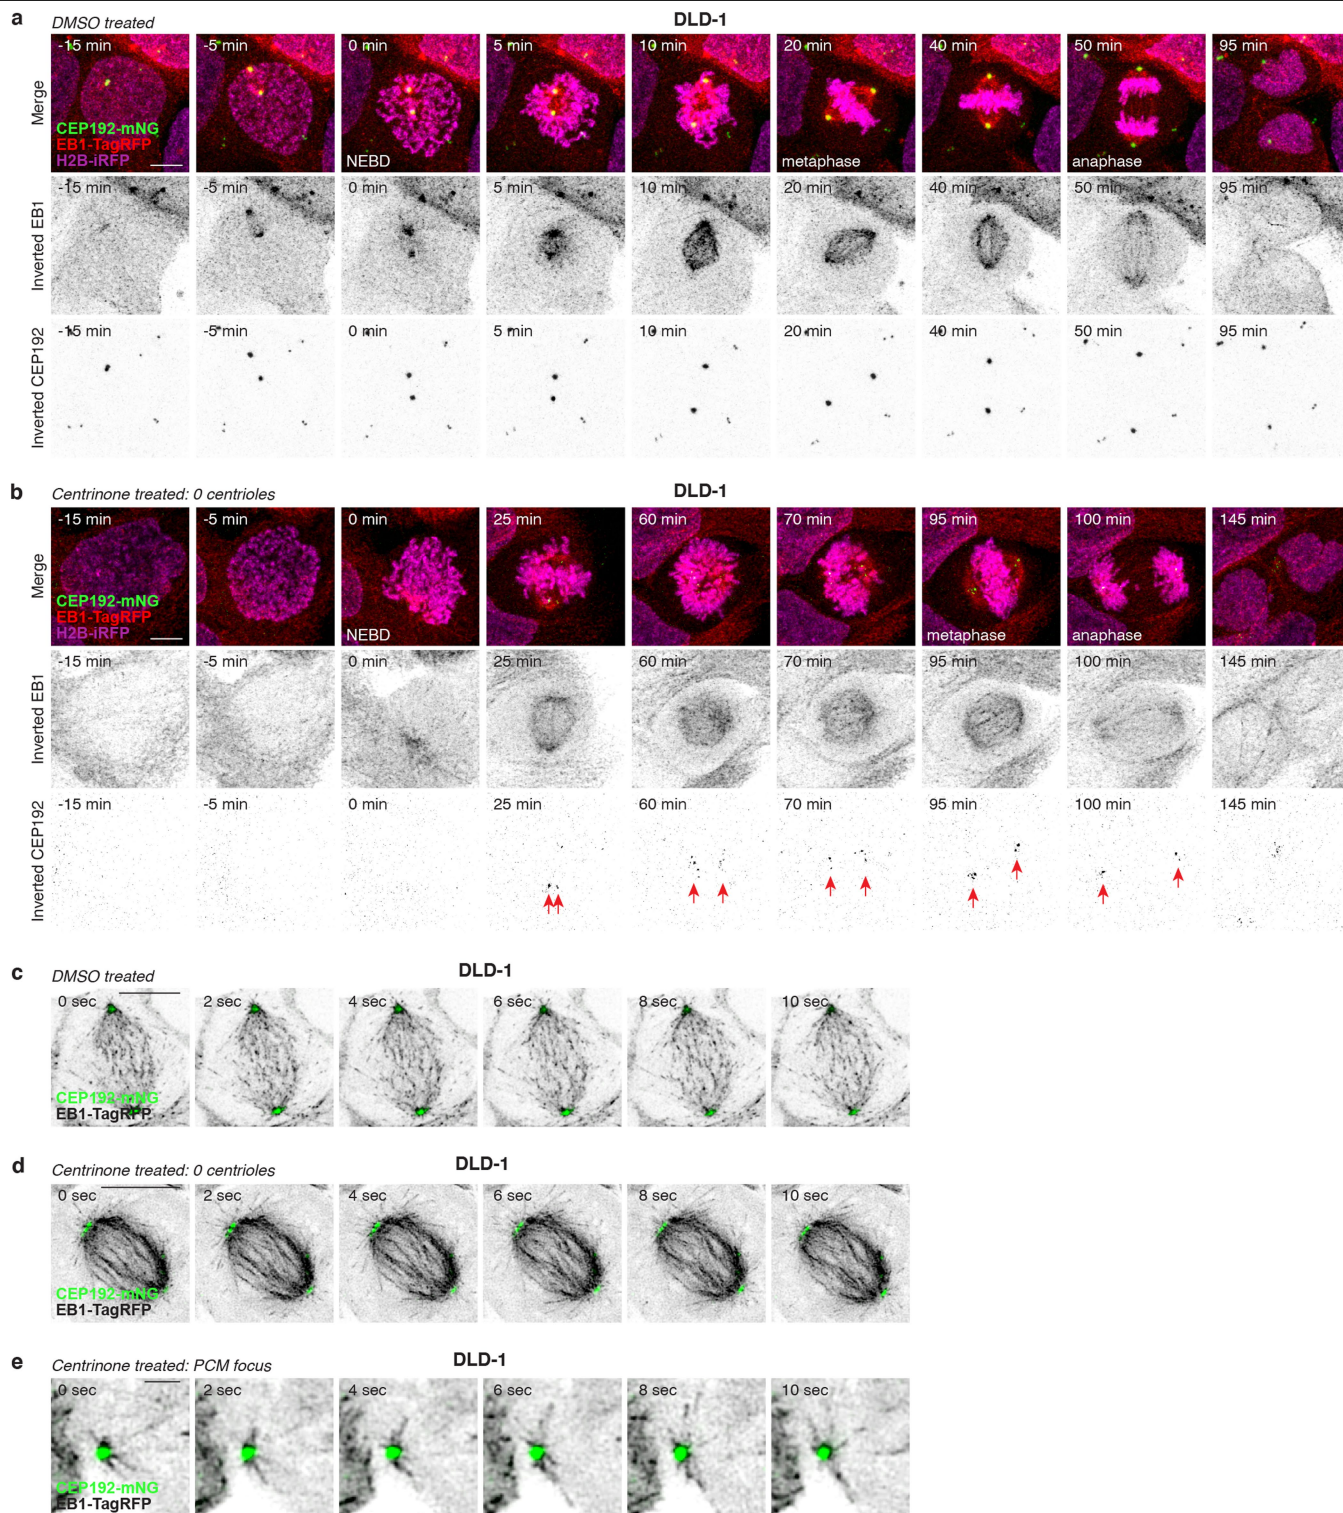 a
DMSO treated
DLD-1
Merge
-15 min
-5 min
0 min
5 min
10 min
20 min
40 min
50 min
95 min
CEP192-mNG
EB1-TagRFP
H2B-iRFP
NEBD
metaphase
anaphase
Inverted EB1
-15 min
-5 min
0 min
5 min
10 min
20 min
40 min
50 min
95 min
Inverted CEP192
-15 min
-5 min
0 min
5 min
10 min
20 min
40 min
50 min
95 min
b
Centrinone treated: 0 centrioles
DLD-1
Merge
-15 min
-5 min
0 min
25 min
60 min
70 min
95 min
100 min
145 min
CEP192-mNG
EB1-TagRFP
H2B-iRFP
NEBD
metaphase
anaphase
Inverted EB1
-15 min
-5 min
0 min
25 min
60 min
70 min
95 min
100 min
145 min
Inverted CEP192
-15 min
-5 min
0 min
25 min
60 min
70 min
95 min
100 min
145 min
c
DMSO treated
DLD-1
0 sec
2 sec
4 sec
6 sec
8 sec
10 sec
CEP192-mNG
EB1-TagRFP
d
Centrinone treated: 0 centrioles
DLD-1
0 sec
2 sec
4 sec
6 sec
8 sec
10 sec
CEP192-mNG
EB1-TagRFP
e
Centrinone treated: PCM focus
DLD-1
0 sec
2 sec
4 sec
6 sec
8 sec
10 sec
CEP192-mNG
EB1-TagRFP